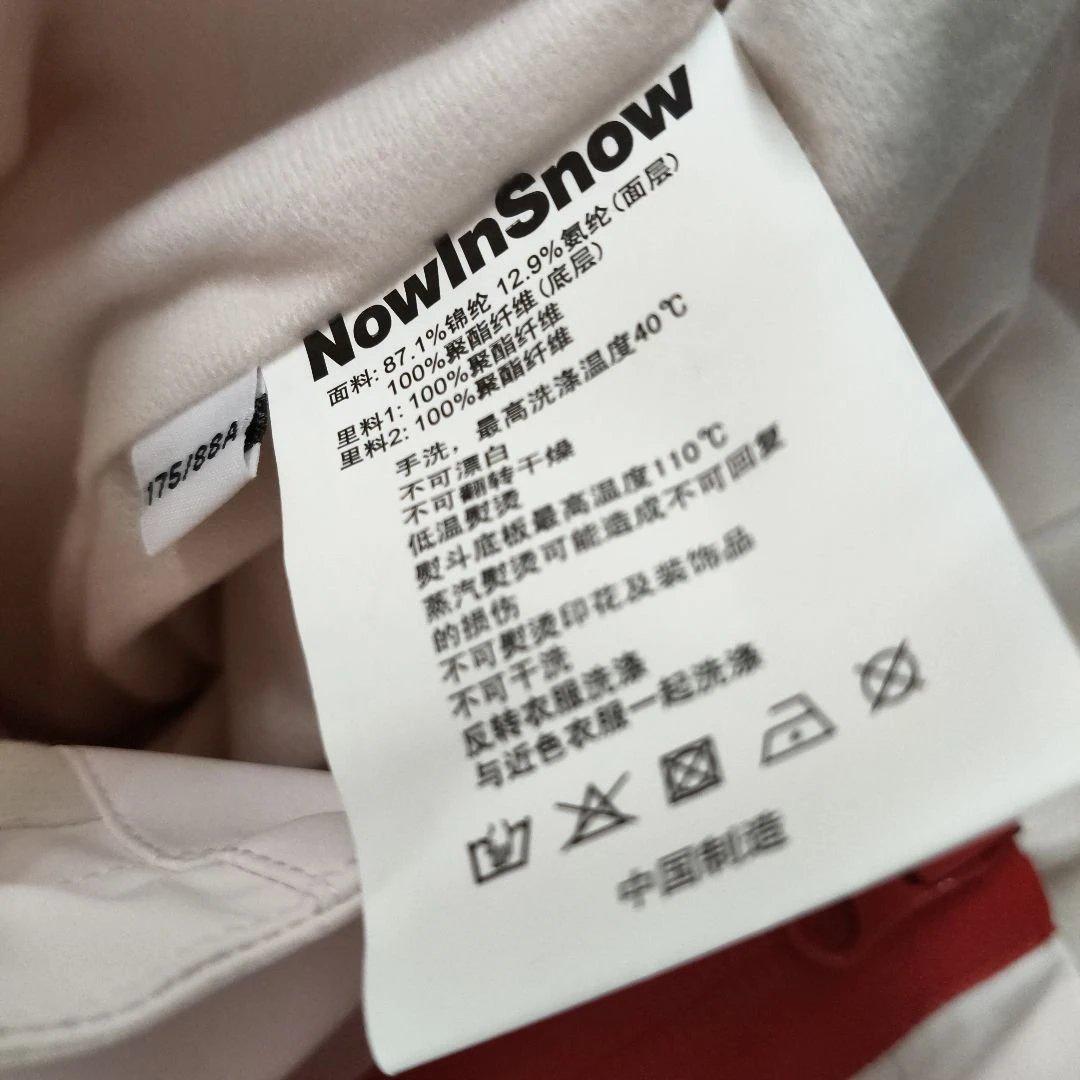 NowInSnow
面料: 87.1%锦纶 12.9%氨纶(面层)
100%聚酯纤维(底层)
里料1: 100%聚酯纤维
里料2: 100%聚酯纤维
手洗，最高洗涤温度40℃
不可漂白
不可翻转干燥
低温熨烫
熨斗底板最高温度110℃
蒸汽熨烫可能造成不可回复
的损伤
不可熨烫印花及装饰品
不可干洗
反转衣服洗涤
与近色衣服一起洗涤
中国制造
175/88A